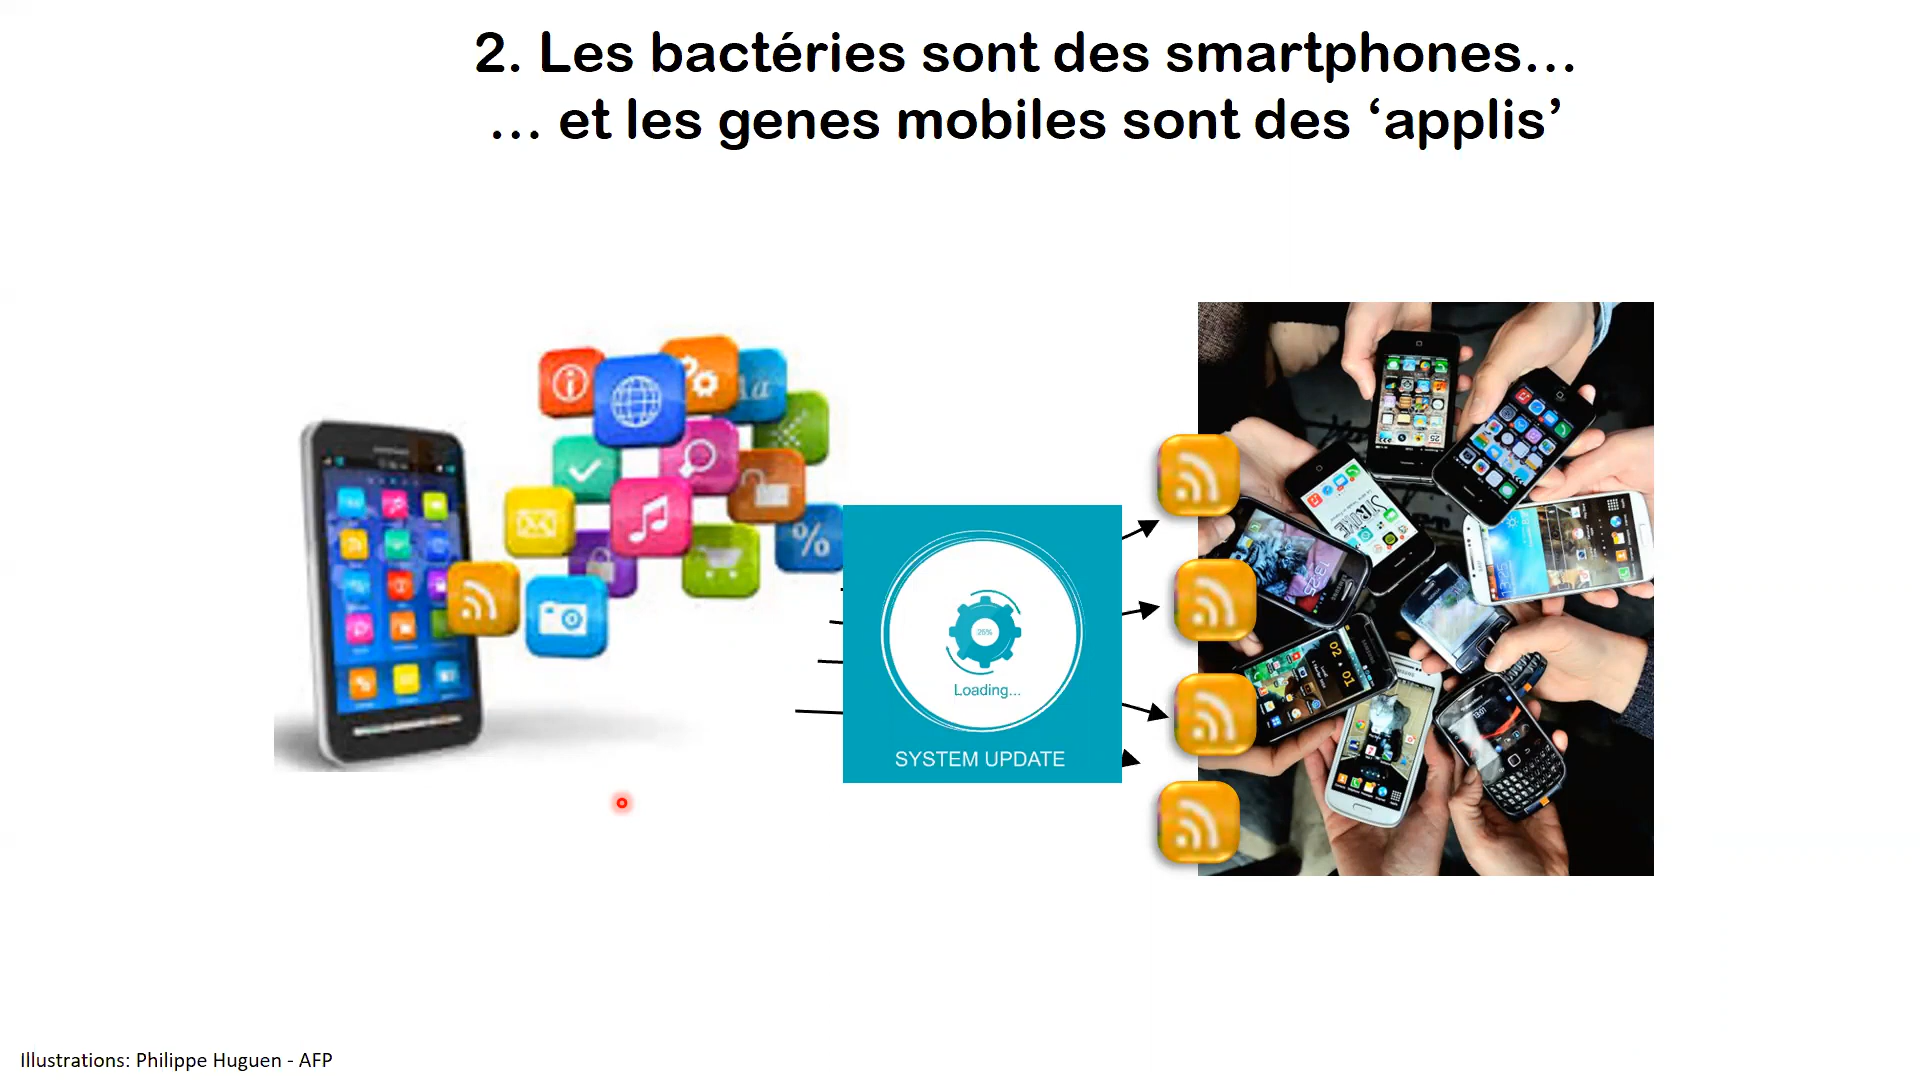 2. Les bactéries sont des smartphones...
... et les genes mobiles sont des ‘applis’
%
25%
Loading...
SYSTEM UPDATE
Illustrations: Philippe Huguen - AFP